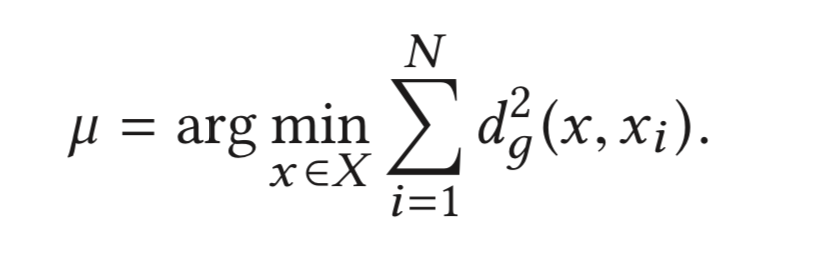 μ = arg min_{x∈X} ∑_{i=1}^{N} d_g^2(x, x_i).